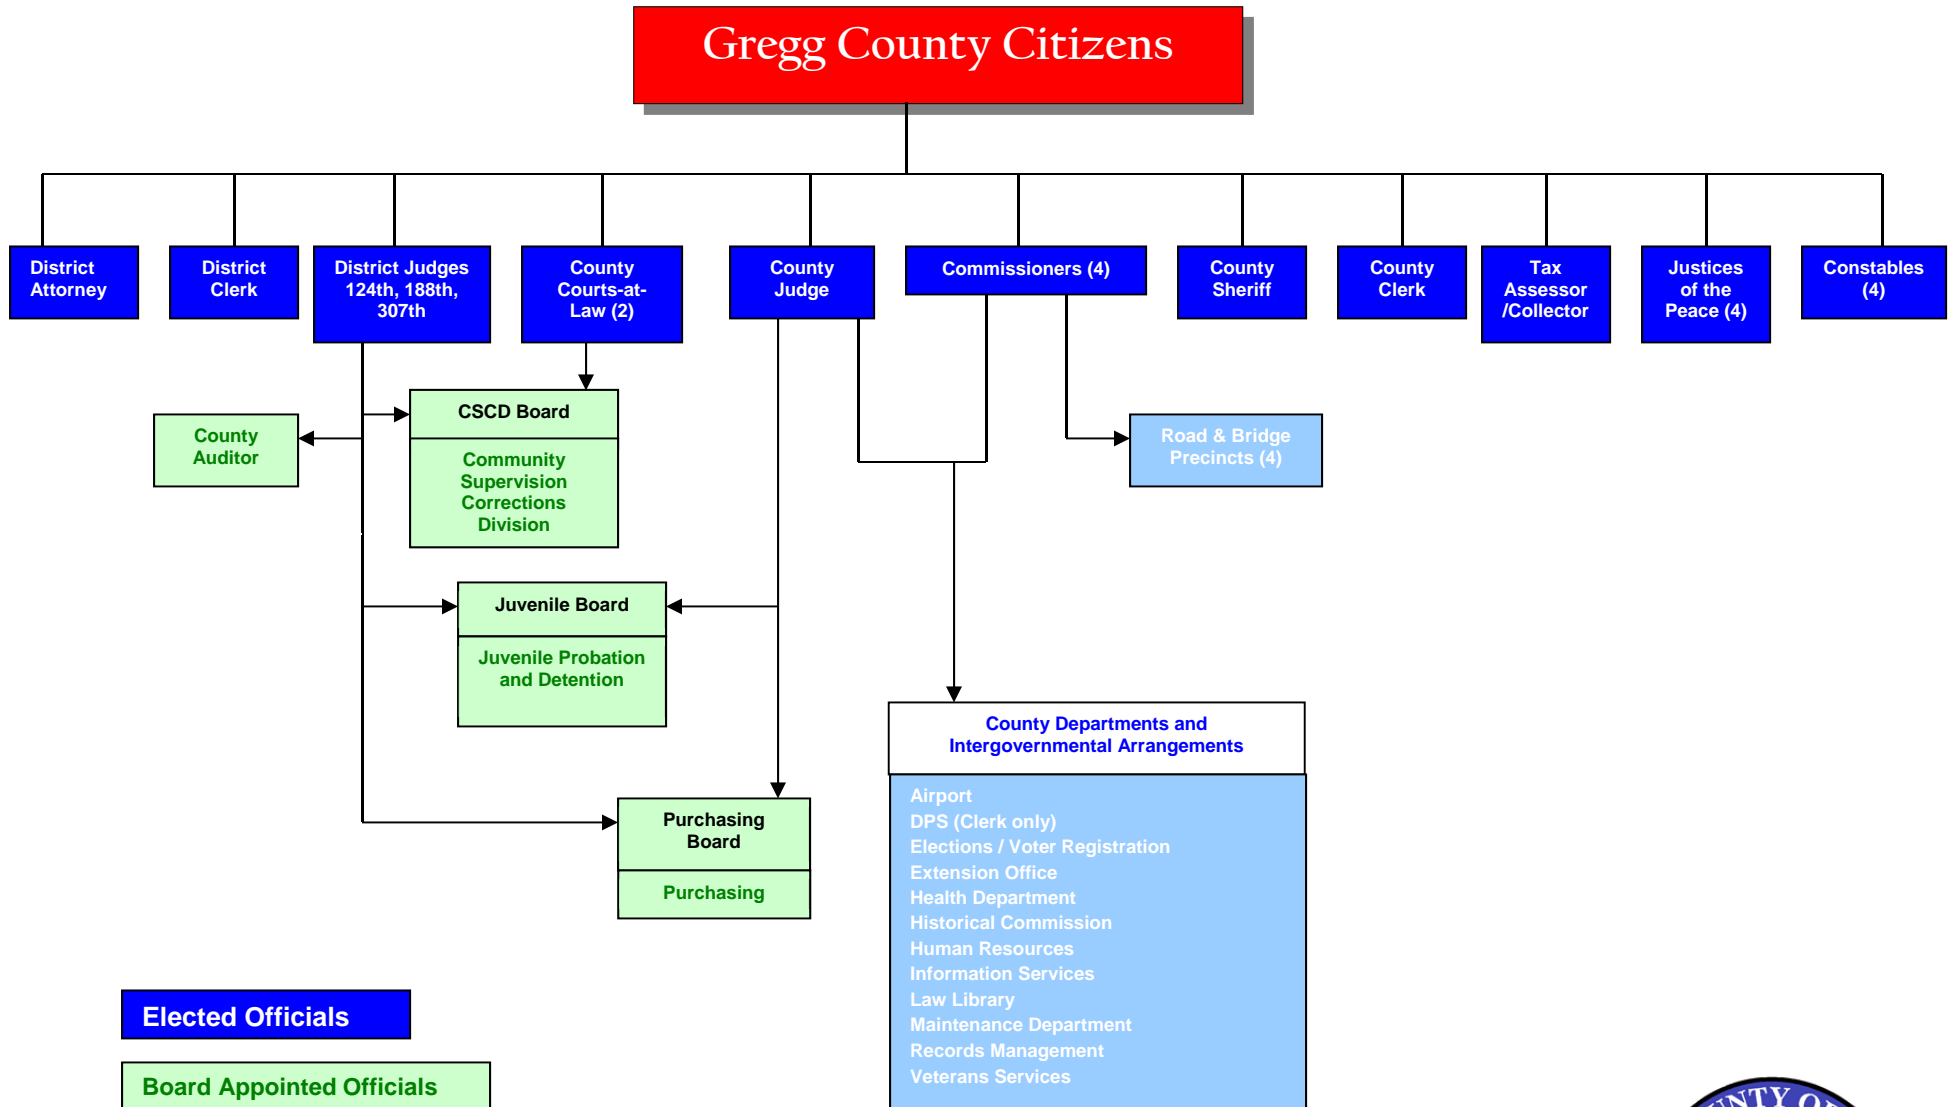 Gregg County Citizens
District
Attorney
District
Clerk
District Judges
124th, 188th,
307th
County
Courts-at-
Law (2)
County
Judge
Commissioners (4)
County
Sheriff
County
Clerk
Tax
Assessor
/Collector
Justices
of the
Peace (4)
Constables
(4)
County
Auditor
CSCD Board
Community
Supervision
Corrections
Division
Road & Bridge
Precincts (4)
Juvenile Board
Juvenile Probation
and Detention
County Departments and
Intergovernmental Arrangements
Airport
DPS (Clerk only)
Elections / Voter Registration
Extension Office
Health Department
Historical Commission
Human Resources
Information Services
Law Library
Maintenance Department
Records Management
Veterans Services
Purchasing
Board
Purchasing
Elected Officials
Board Appointed Officials